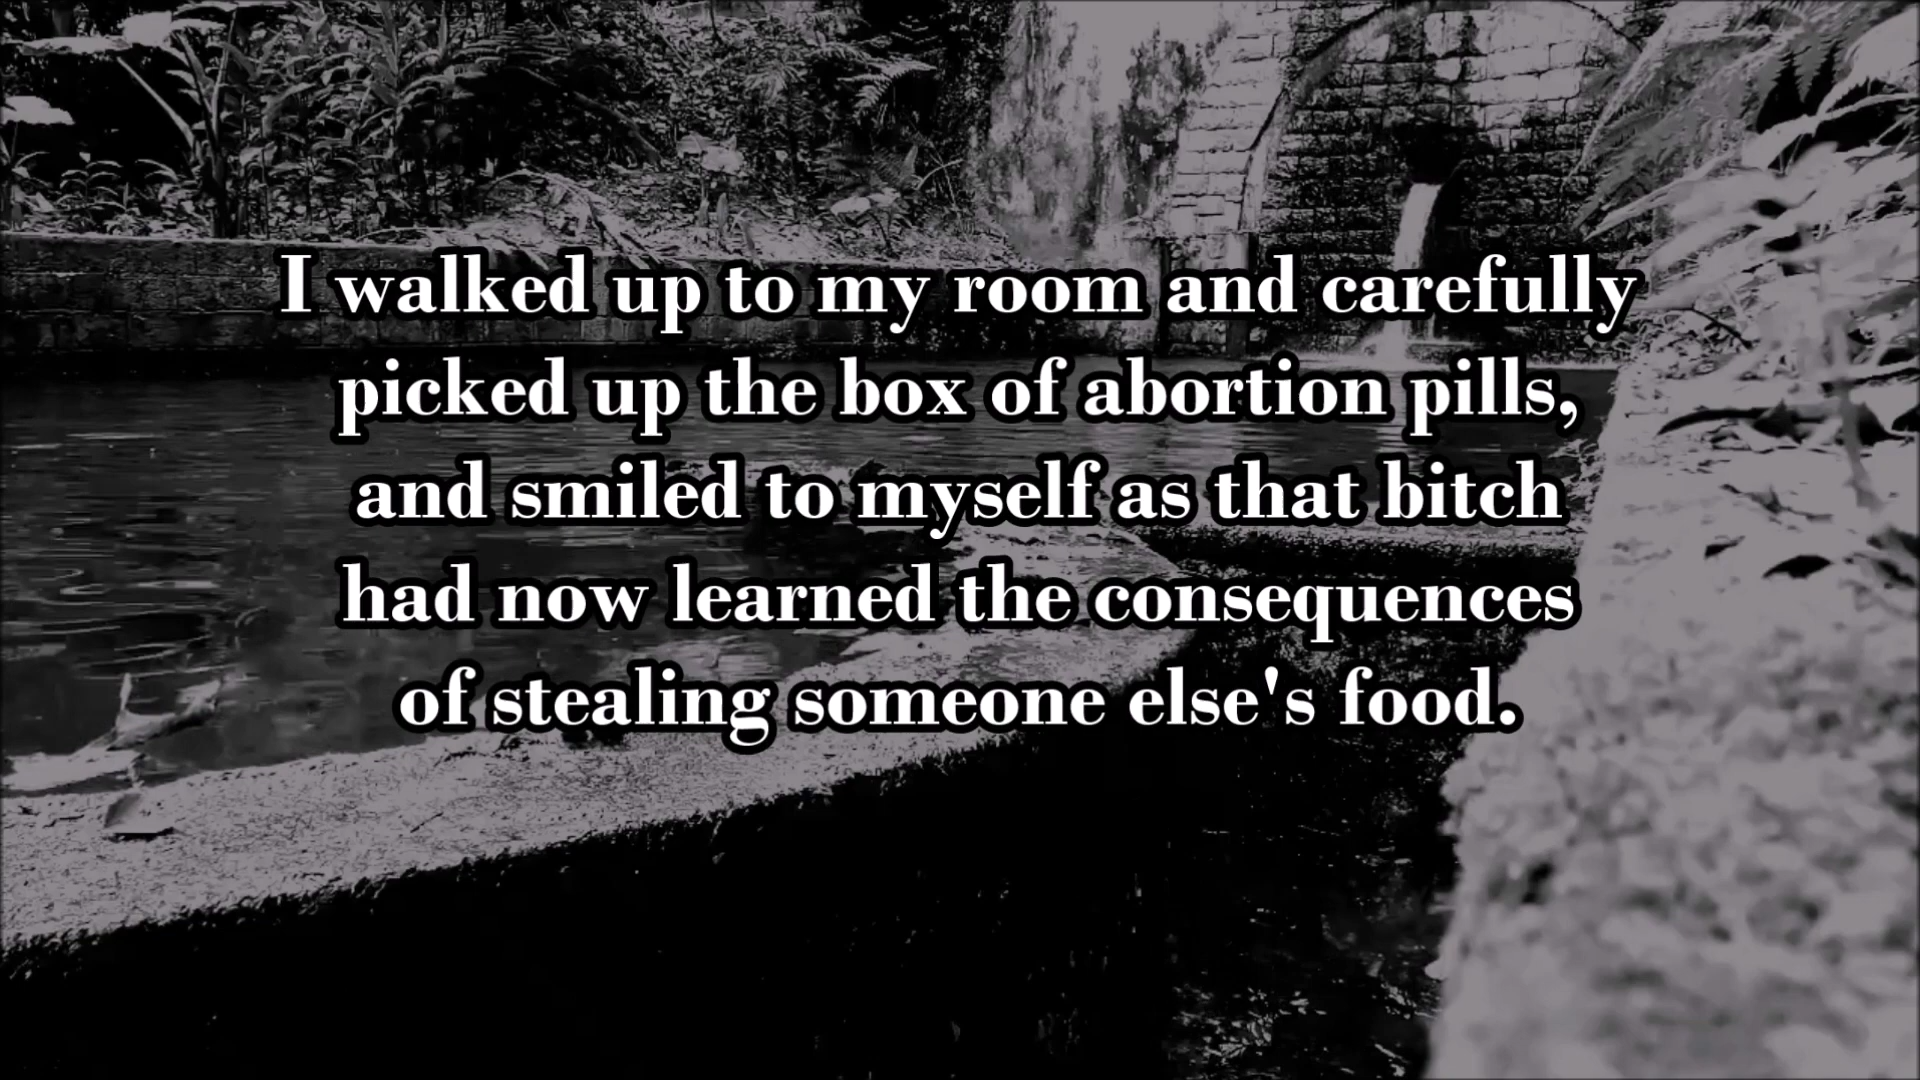 I walked up to my room and carefully
picked up the box of abortion pills,
and smiled to myself as that bitch
had now learned the consequences
of stealing someone else's food.